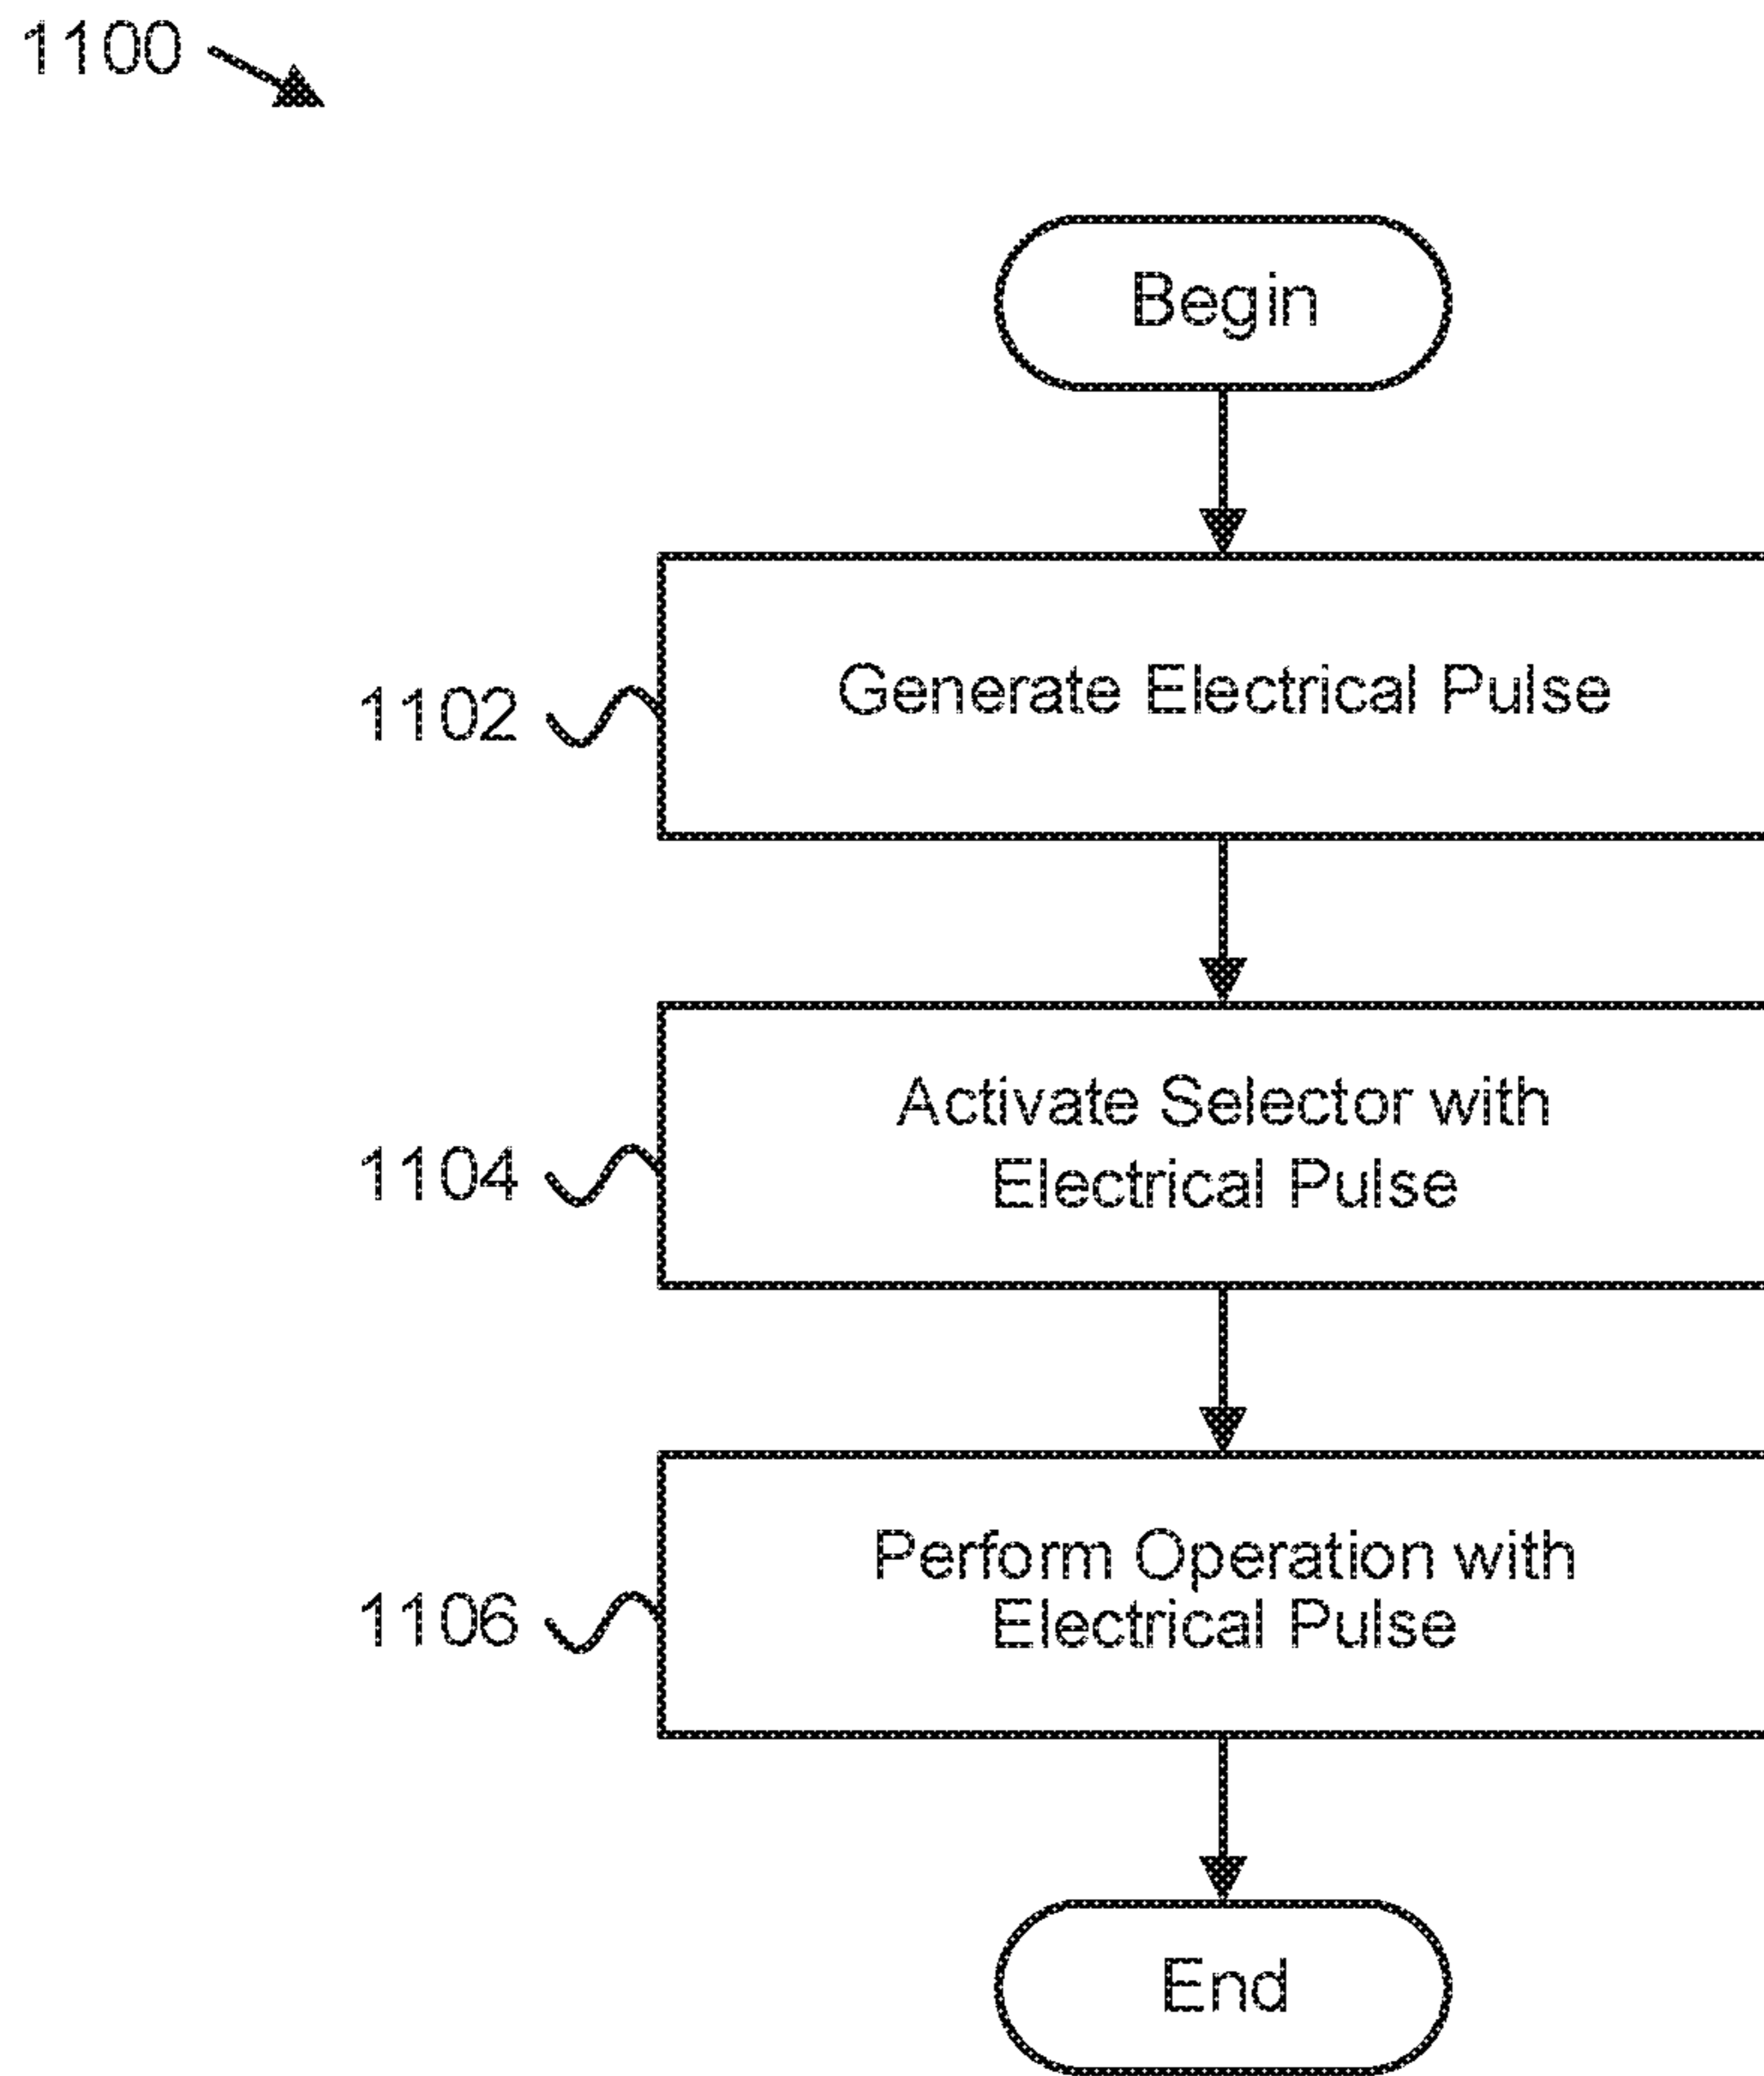 1100
Begin
1102
Generate Electrical Pulse
1104
Activate Selector with
Electrical Pulse
1106
Perform Operation with
Electrical Pulse
End